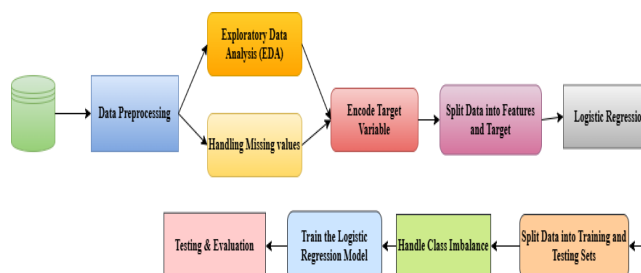 Exploratory Data
Analysis (EDA)
Data Preprocessing
Handling Missing values
Encode Target
Variable
Split Data into Features
and Target
Logistic Regression
Testing & Evaluation
Train the Logistic
Regression Model
Handle Class Imbalance
Split Data into Training and
Testing Sets